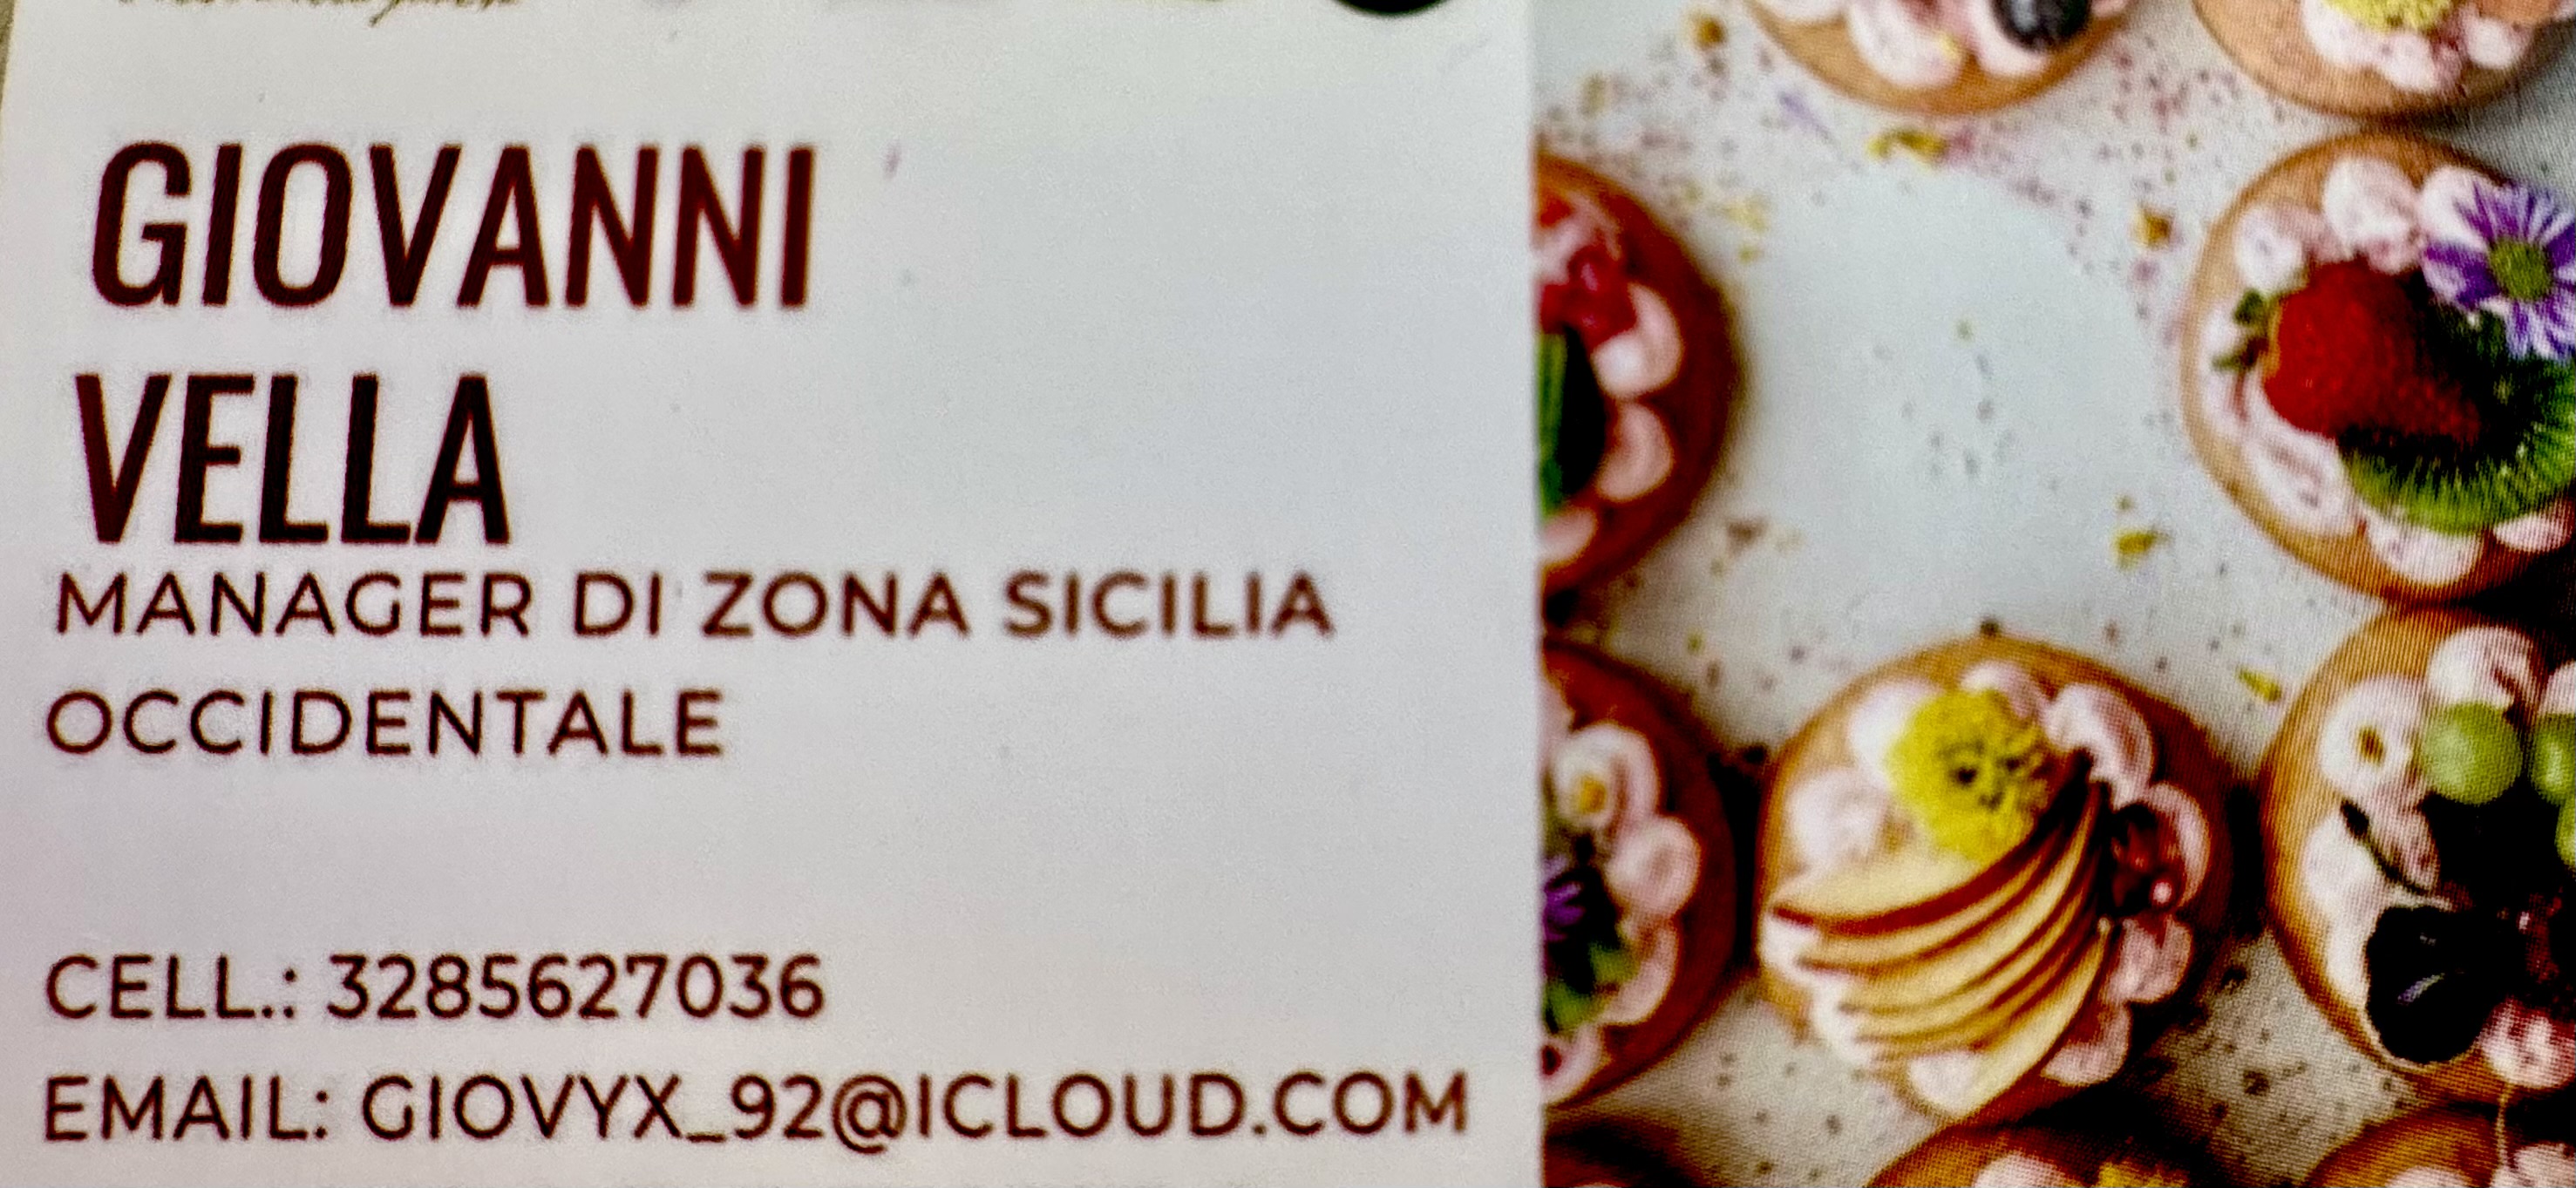 GIOVANNI
VELLA
MANAGER DI ZONA SICILIA
OCCIDENTALE
CELL.: 3285627036
EMAIL: GIOVYX_92@ICLOUD.COM